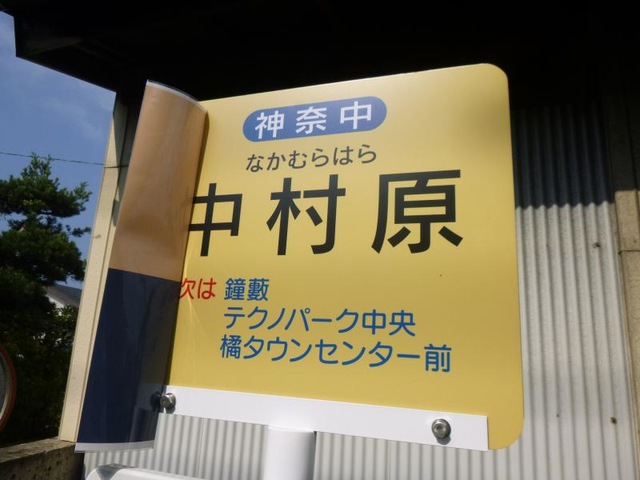 神奈中
なかむらはら
中村原
次は 鐘藪
テクノパーク中央
橘タウンセンター前